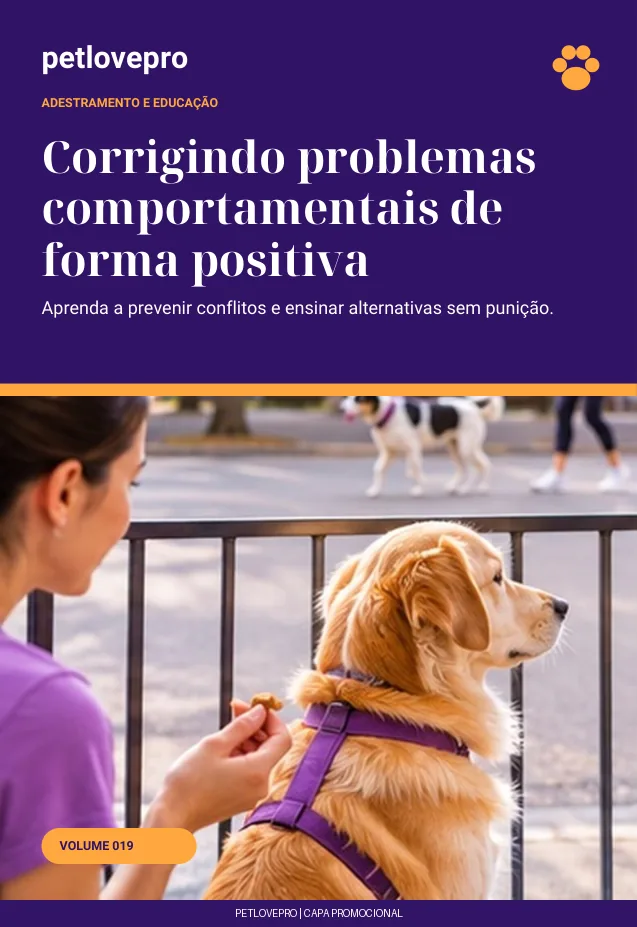 petlovepro
ADESTRAMENTO E EDUCAÇÃO
Corrigindo problemas
comportamentais de
forma positiva
Aprenda a prevenir conflitos e ensinar alternativas sem punição.
VOLUME 019
PETLOVEPRO | CAPA PROMOCIONAL